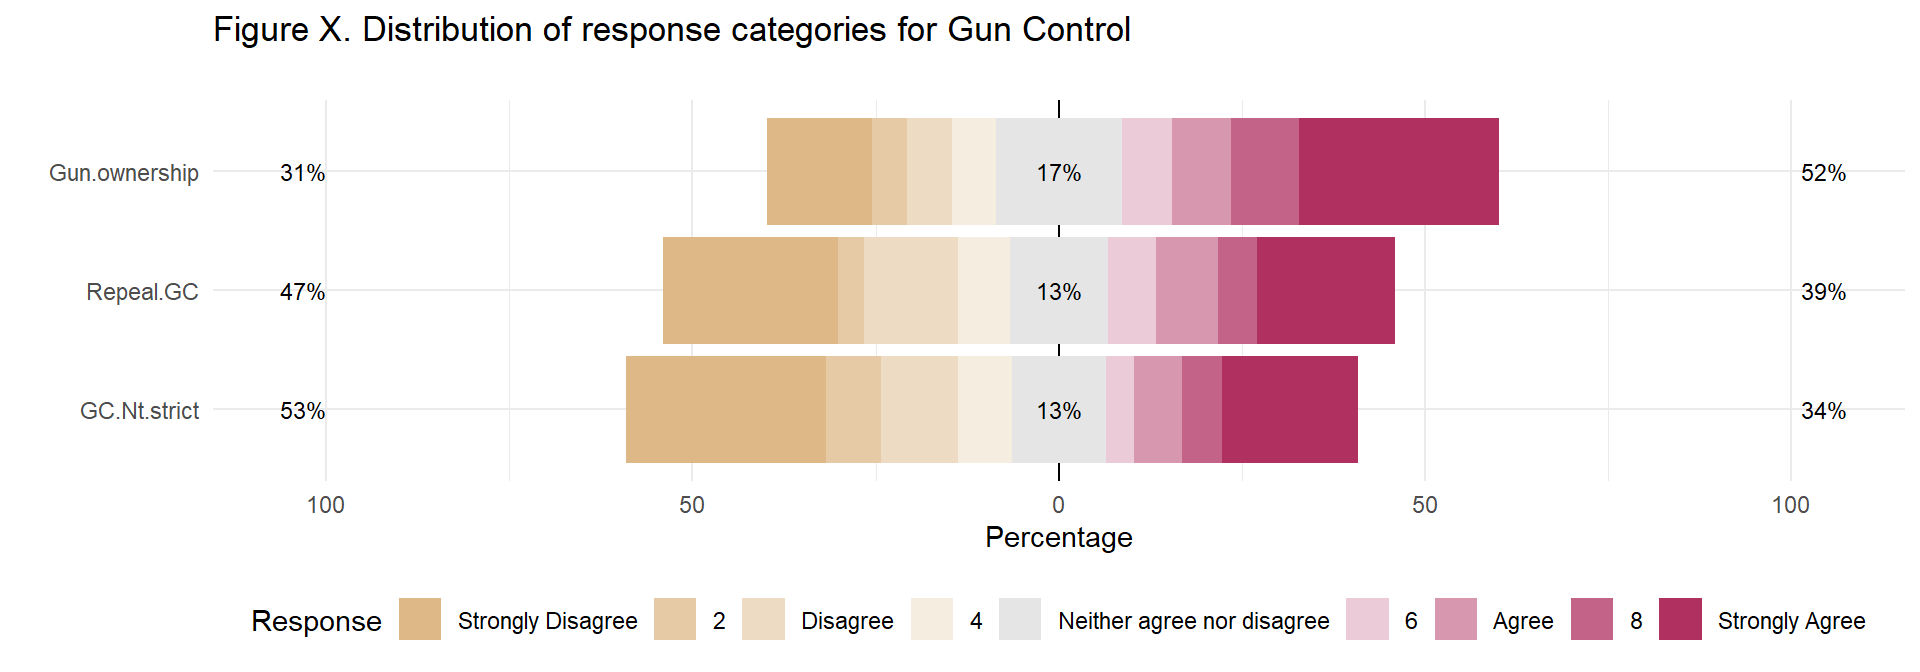 Figure X. Distribution of response categories for Gun Control
Gun.ownership 31% 17% 52%
Repeal.GC 47% 13% 39%
GC.Nt.strict 53% 13% 34%
100 50 0 50 100
Percentage
Response Strongly Disagree 2 Disagree 4 Neither agree nor disagree 6 Agree 8 Strongly Agree